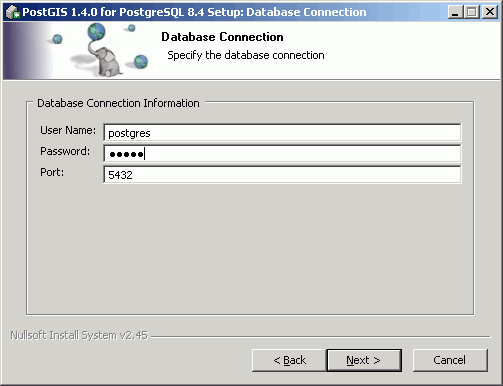 PostGIS 1.4.0 for PostgreSQL 8.4 Setup: Database Connection
Database Connection
Specify the database connection
Database Connection Information
User Name: postgres
Password: ●●●●●
Port: 5432
Nullsoft Install System v2.45
< Back Next > Cancel